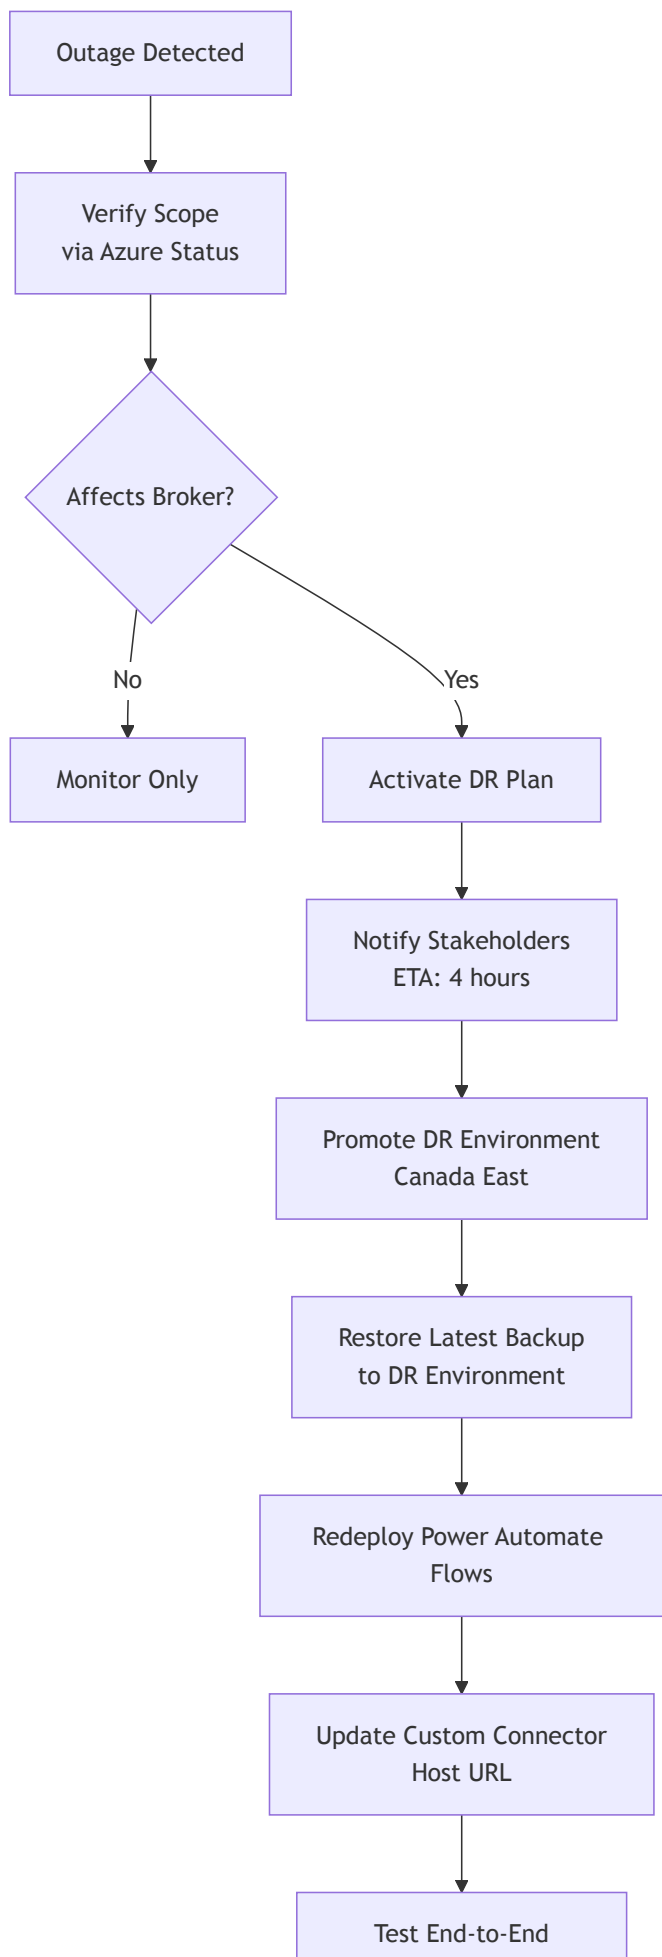 Outage Detected
Verify Scope
via Azure Status
Affects Broker?
No
Yes
Monitor Only
Activate DR Plan
Notify Stakeholders
ETA: 4 hours
Promote DR Environment
Canada East
Restore Latest Backup
to DR Environment
Redeploy Power Automate
Flows
Update Custom Connector
Host URL
Test End-to-End